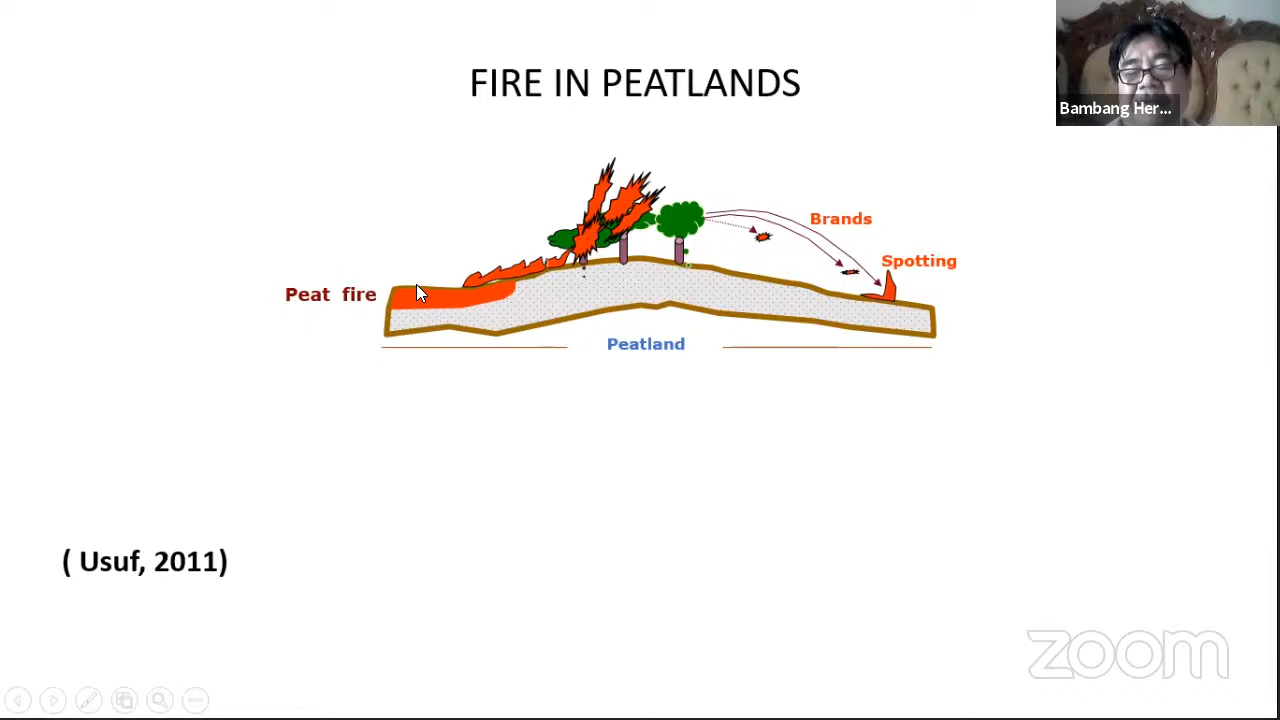 FIRE IN PEATLANDS
Bambang Her...
Brands
Spotting
Peat fire
Peatland
( Usuf, 2011)
zoom